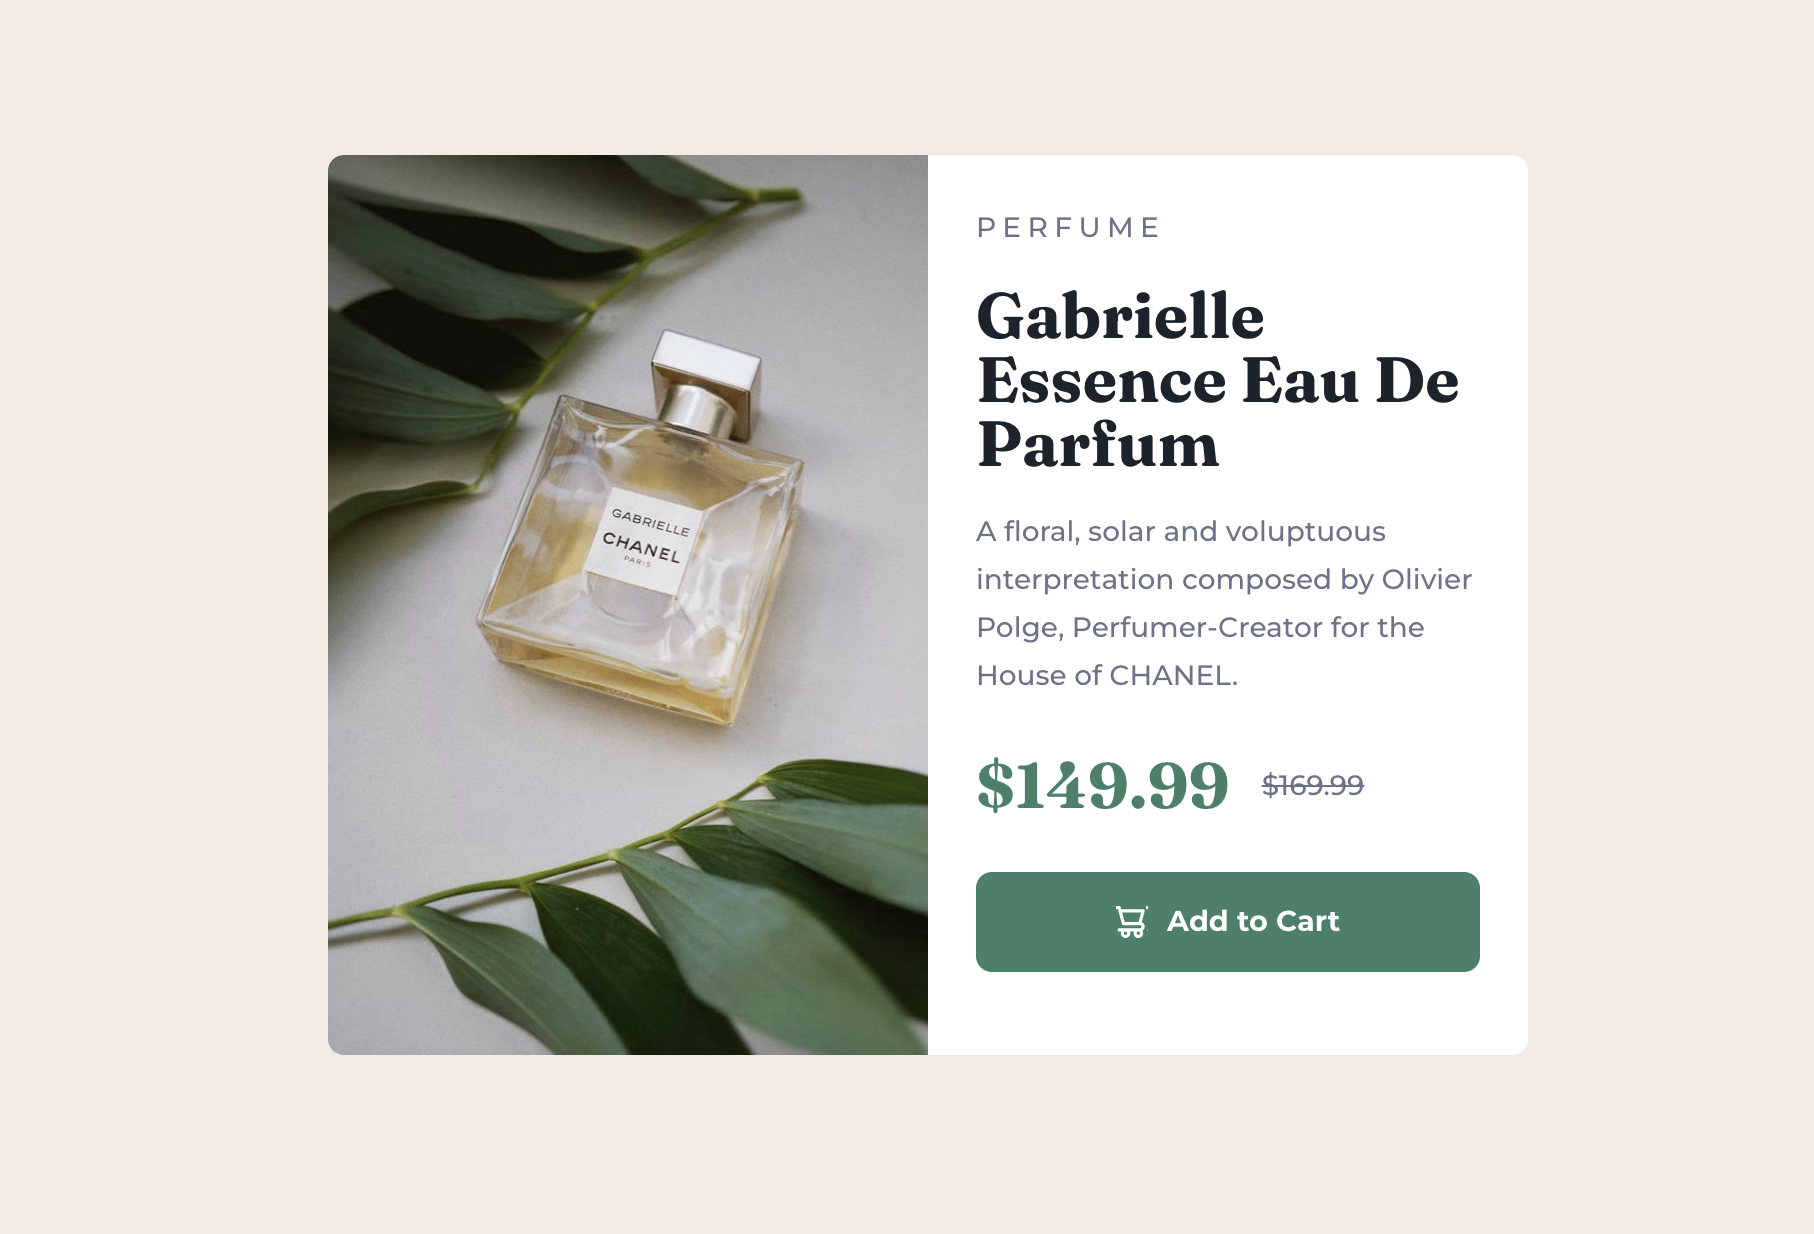 GABRIELLE
CHANEL
PARIS
PERFUME
Gabrielle
Essence Eau De
Parfum
A floral, solar and voluptuous
interpretation composed by Olivier
Polge, Perfumer-Creator for the
House of CHANEL.
$149.99 $169.99
Add to Cart